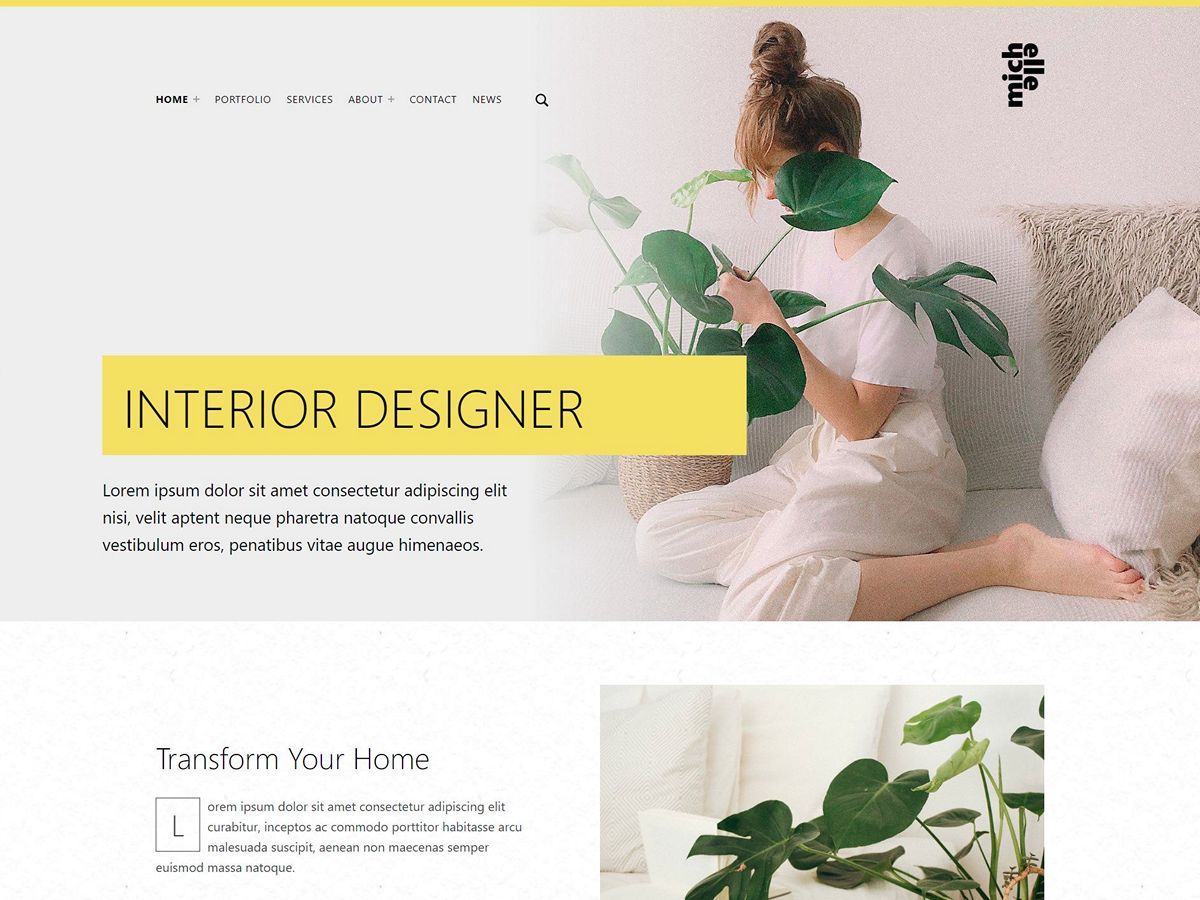 HOME + PORTFOLIO SERVICES ABOUT + CONTACT NEWS
mich
elle
INTERIOR DESIGNER
Lorem ipsum dolor sit amet consectetur adipiscing elit
nisi, velit aptent neque pharetra natoque convallis
vestibulum eros, penatibus vitae augue himenaeos.
Transform Your Home
Lorem ipsum dolor sit amet consectetur adipiscing elit
curabitur, inceptos ac commodo porttitor habitasse arcu
malesuada suscipit, aenean non maecenas semper
euismod massa natoque.